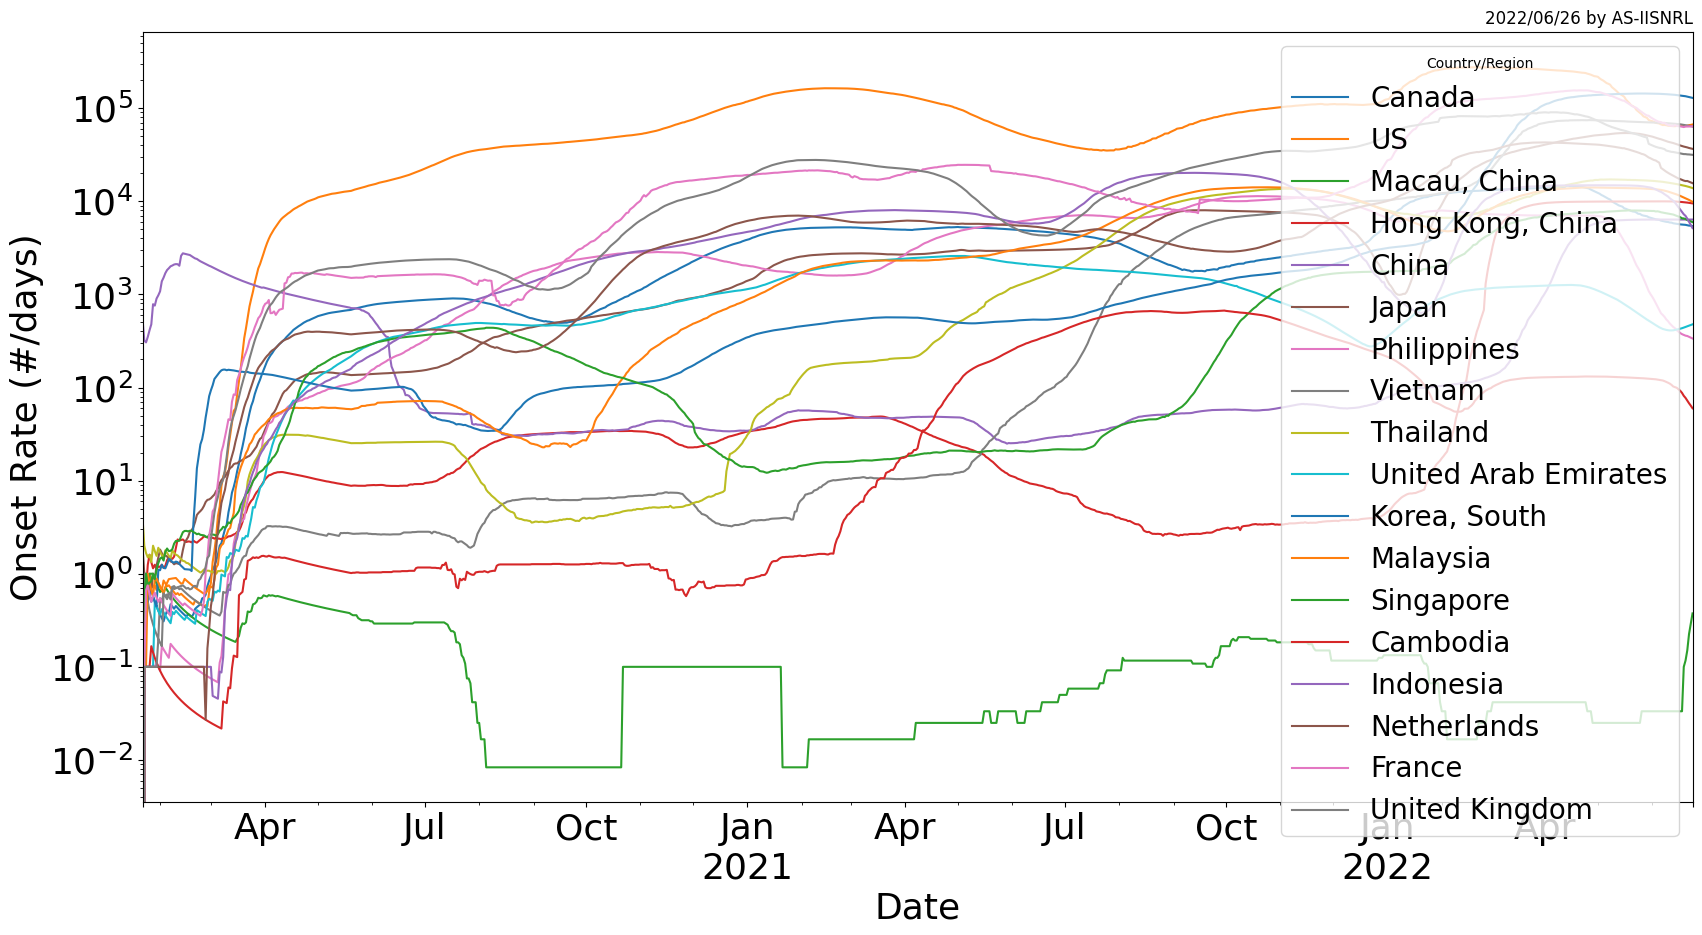 2022/06/26 by AS-IISNRL
Onset Rate (#/days)
10^5
10^4
10^3
10^2
10^1
10^0
10^−1
10^−2
Country/Region
Canada
US
Macau, China
Hong Kong, China
China
Japan
Philippines
Vietnam
Thailand
United Arab Emirates
Korea, South
Malaysia
Singapore
Cambodia
Indonesia
Netherlands
France
United Kingdom
Apr Jul Oct Jan Apr Jul Oct Jan Apr
2021 2022
Date